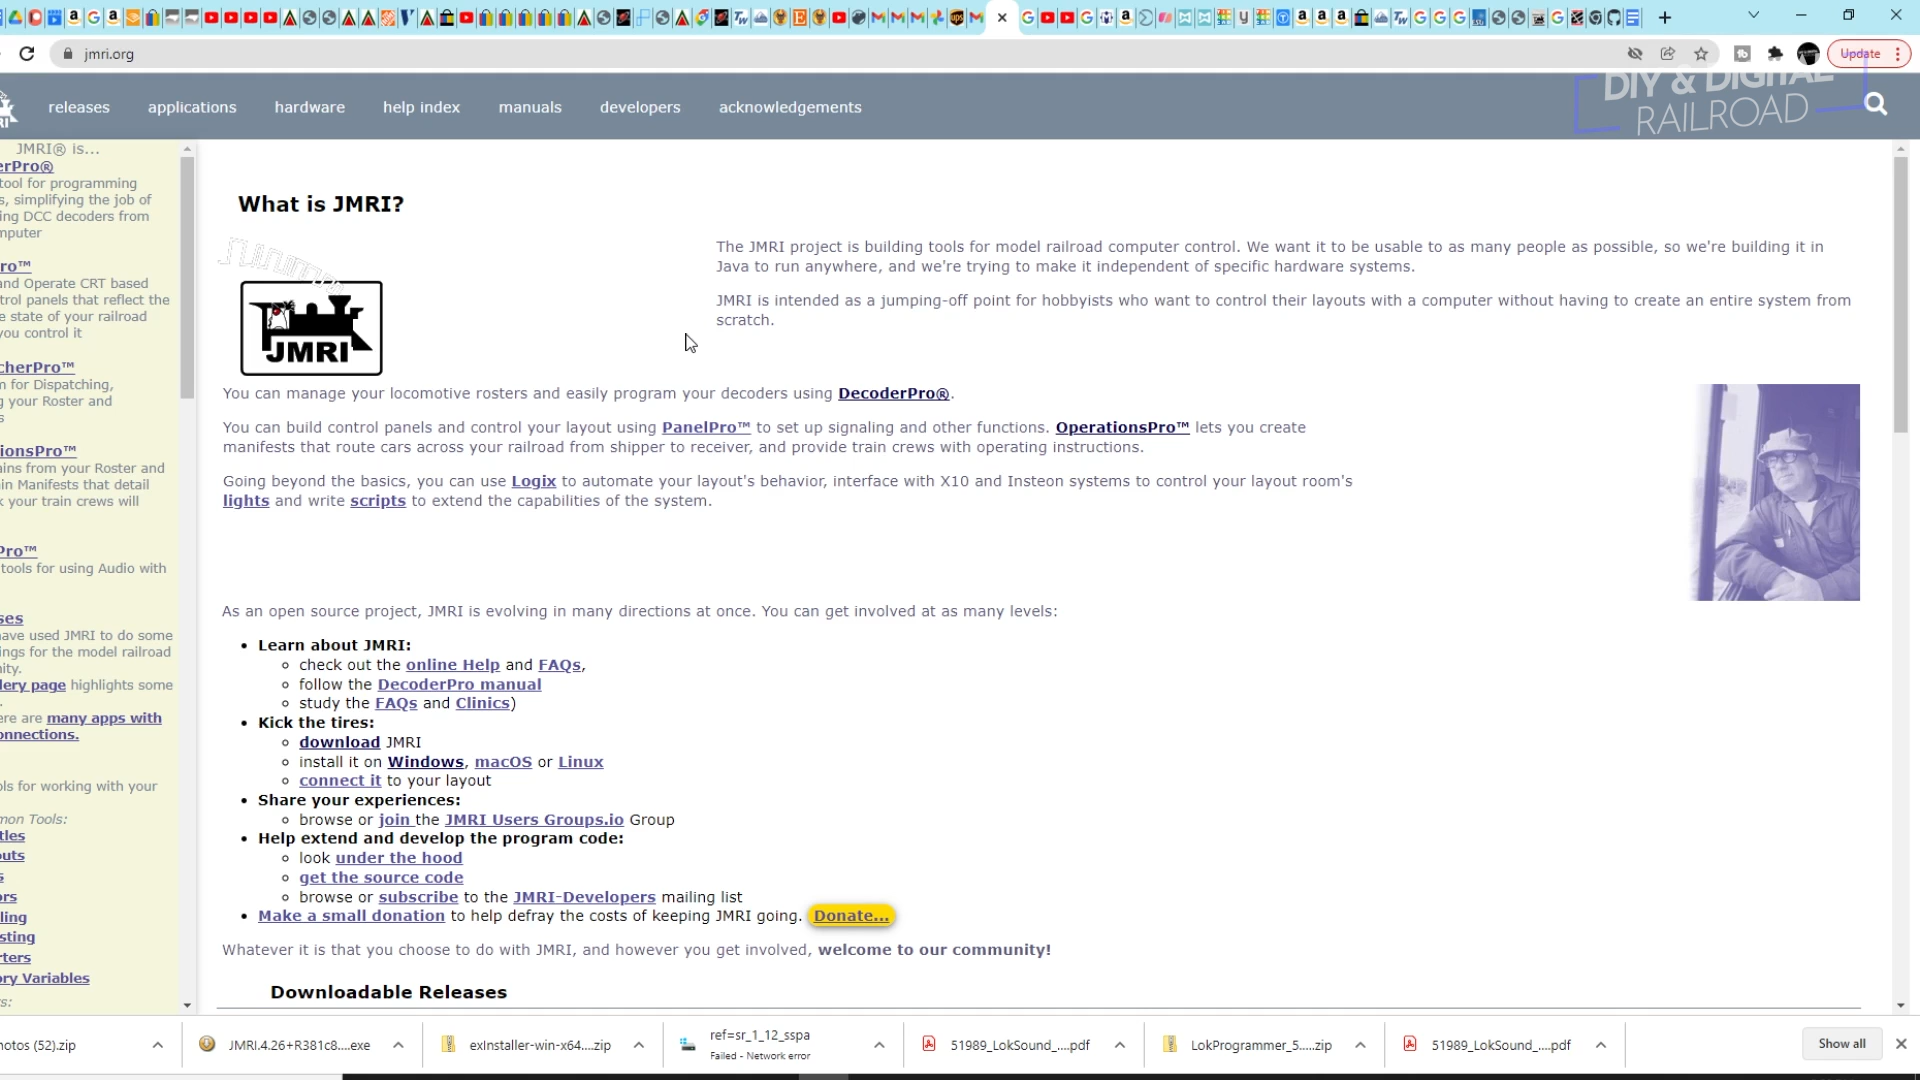 jmri.org
Update
releases applications hardware help index manuals developers acknowledgements
DIY & DIGITAL
RAILROAD
JMRI® is...
erPro®
tool for programming
s, simplifying the job of
ing DCC decoders from
mputer
ro™
nd Operate CRT based
trol panels that reflect the
e state of your railroad
you control it
cherPro™
m for Dispatching,
g your Roster and
s
ionsPro™
ains from your Roster and
in Manifests that detail
k your train crews will
Pro™
tools for using Audio with
ses
have used JMRI to do some
ings for the model railroad
nity.
lery page highlights some
.
ere are many apps with
onnections.
ols for working with your
mon Tools:
tles
outs
s
ors
ling
sting
rters
ory Variables
s:
What is JMRI?
JMRI
The JMRI project is building tools for model railroad computer control. We want it to be usable to as many people as possible, so we're building it in
Java to run anywhere, and we're trying to make it independent of specific hardware systems.
JMRI is intended as a jumping-off point for hobbyists who want to control their layouts with a computer without having to create an entire system from
scratch.
You can manage your locomotive rosters and easily program your decoders using DecoderPro®.
You can build control panels and control your layout using PanelPro™ to set up signaling and other functions. OperationsPro™ lets you create
manifests that route cars across your railroad from shipper to receiver, and provide train crews with operating instructions.
Going beyond the basics, you can use Logix to automate your layout's behavior, interface with X10 and Insteon systems to control your layout room's
lights and write scripts to extend the capabilities of the system.
As an open source project, JMRI is evolving in many directions at once. You can get involved at as many levels:
• Learn about JMRI:
◦ check out the online Help and FAQs,
◦ follow the DecoderPro manual
◦ study the FAQs and Clinics)
• Kick the tires:
◦ download JMRI
◦ install it on Windows, macOS or Linux
◦ connect it to your layout
• Share your experiences:
◦ browse or join the JMRI Users Groups.io Group
• Help extend and develop the program code:
◦ look under the hood
◦ get the source code
◦ browse or subscribe to the JMRI-Developers mailing list
• Make a small donation to help defray the costs of keeping JMRI going. Donate...
Whatever it is that you choose to do with JMRI, and however you get involved, welcome to our community!
Downloadable Releases
hotos (52).zip
JMRI.4.26+R381c8....exe
exInstaller-win-x64....zip
ref=sr_1_12_sspa
Failed - Network error
51989_LokSound_....pdf
LokProgrammer_5.....zip
51989_LokSound_....pdf
Show all